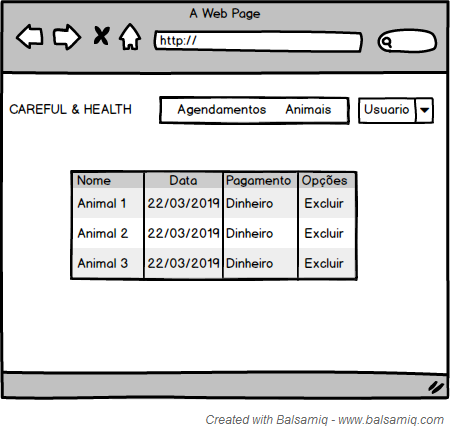 A Web Page
http://
CAREFUL & HEALTH Agendamentos Animais Usuario
Nome Data Pagamento Opções
Animal 1 22/03/2019 Dinheiro Excluir
Animal 2 22/03/2019 Dinheiro Excluir
Animal 3 22/03/2019 Dinheiro Excluir
Created with Balsamiq - www.balsamiq.com